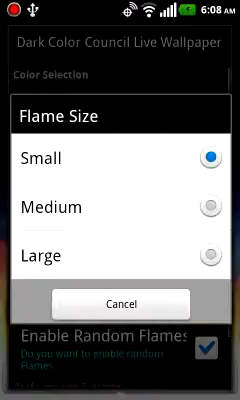 6:08 AM
Dark Color Council Live Wallpaper
Color Selection
Flame Size
Small
Medium
Large
Cancel
Enable Random Flames
Do you want to enable random
Flames